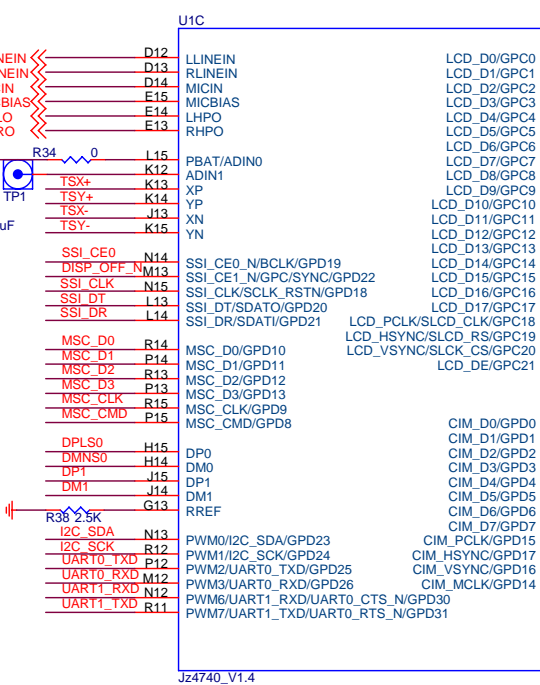 U1C
D12 LLINEIN LCD_D0/GPC0
D13 RLINEIN LCD_D1/GPC1
D14 MICIN LCD_D2/GPC2
E15 MICBIAS LCD_D3/GPC3
E14 LHPO LCD_D4/GPC4
E13 RHPO LCD_D5/GPC5
LCD_D6/GPC6
R34 0 L15 PBAT/ADIN0 LCD_D7/GPC7
K12 ADIN1 LCD_D8/GPC8
TP1 TSX+ K13 XP LCD_D9/GPC9
TSY+ K14 YP LCD_D10/GPC10
TSX- J13 XN LCD_D11/GPC11
uF TSY- K15 YN LCD_D12/GPC12
LCD_D13/GPC13
SSI_CE0 N14 SSI_CE0_N/BCLK/GPD19 LCD_D14/GPC14
DISP_OFF_N M13 SSI_CE1_N/GPC/SYNC/GPD22 LCD_D15/GPC15
SSI_CLK N15 SSI_CLK/SCLK_RSTN/GPD18 LCD_D16/GPC16
SSI_DT L13 SSI_DT/SDATO/GPD20 LCD_D17/GPC17
SSI_DR L14 SSI_DR/SDATI/GPD21 LCD_PCLK/SLCD_CLK/GPC18
LCD_HSYNC/SLCD_RS/GPC19
MSC_D0 R14 MSC_D0/GPD10 LCD_VSYNC/SLCK_CS/GPC20
MSC_D1 P14 MSC_D1/GPD11 LCD_DE/GPC21
MSC_D2 R13 MSC_D2/GPD12
MSC_D3 P13 MSC_D3/GPD13
MSC_CLK R15 MSC_CLK/GPD9
MSC_CMD P15 MSC_CMD/GPD8 CIM_D0/GPD0
CIM_D1/GPD1
DPLS0 H15 DP0 CIM_D2/GPD2
DMNS0 H14 DM0 CIM_D3/GPD3
DP1 J15 DP1 CIM_D4/GPD4
DM1 J14 DM1 CIM_D5/GPD5
G13 RREF CIM_D6/GPD6
R38 2.5K CIM_D7/GPD7
I2C_SDA N13 PWM0/I2C_SDA/GPD23 CIM_PCLK/GPD15
I2C_SCK R12 PWM1/I2C_SCK/GPD24 CIM_HSYNC/GPD17
UART0_TXD P12 PWM2/UART0_TXD/GPD25 CIM_VSYNC/GPD16
UART0_RXD M12 PWM3/UART0_RXD/GPD26 CIM_MCLK/GPD14
UART1_RXD N12 PWM6/UART1_RXD/UART0_CTS_N/GPD30
UART1_TXD R11 PWM7/UART1_TXD/UART0_RTS_N/GPD31
Jz4740_V1.4